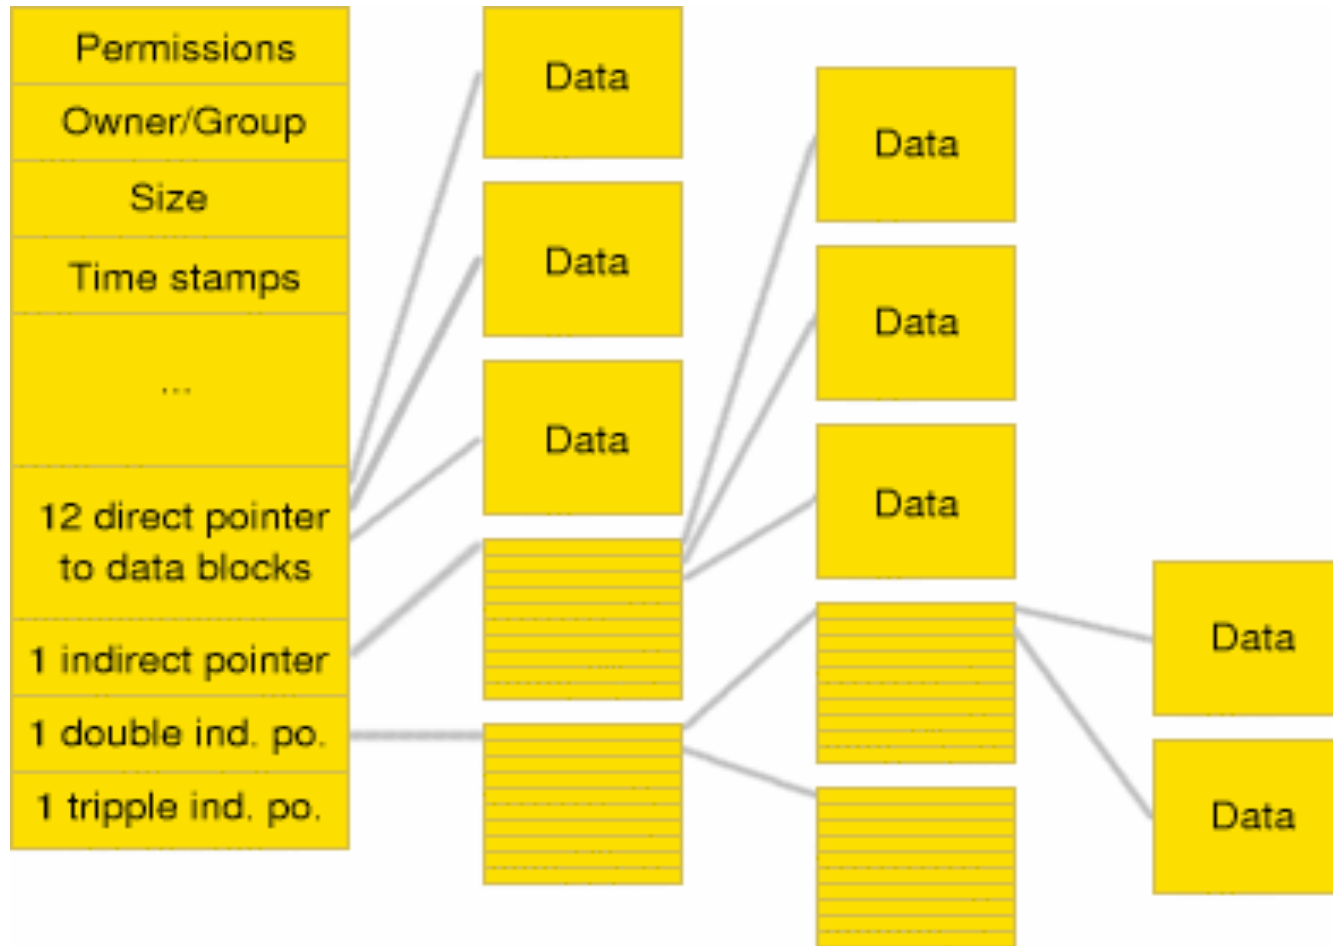 Permissions
Owner/Group
Size
Time stamps
...
12 direct pointer
to data blocks
1 indirect pointer
1 double ind. po.
1 tripple ind. po.
Data
Data
Data
Data
Data
Data
Data
Data